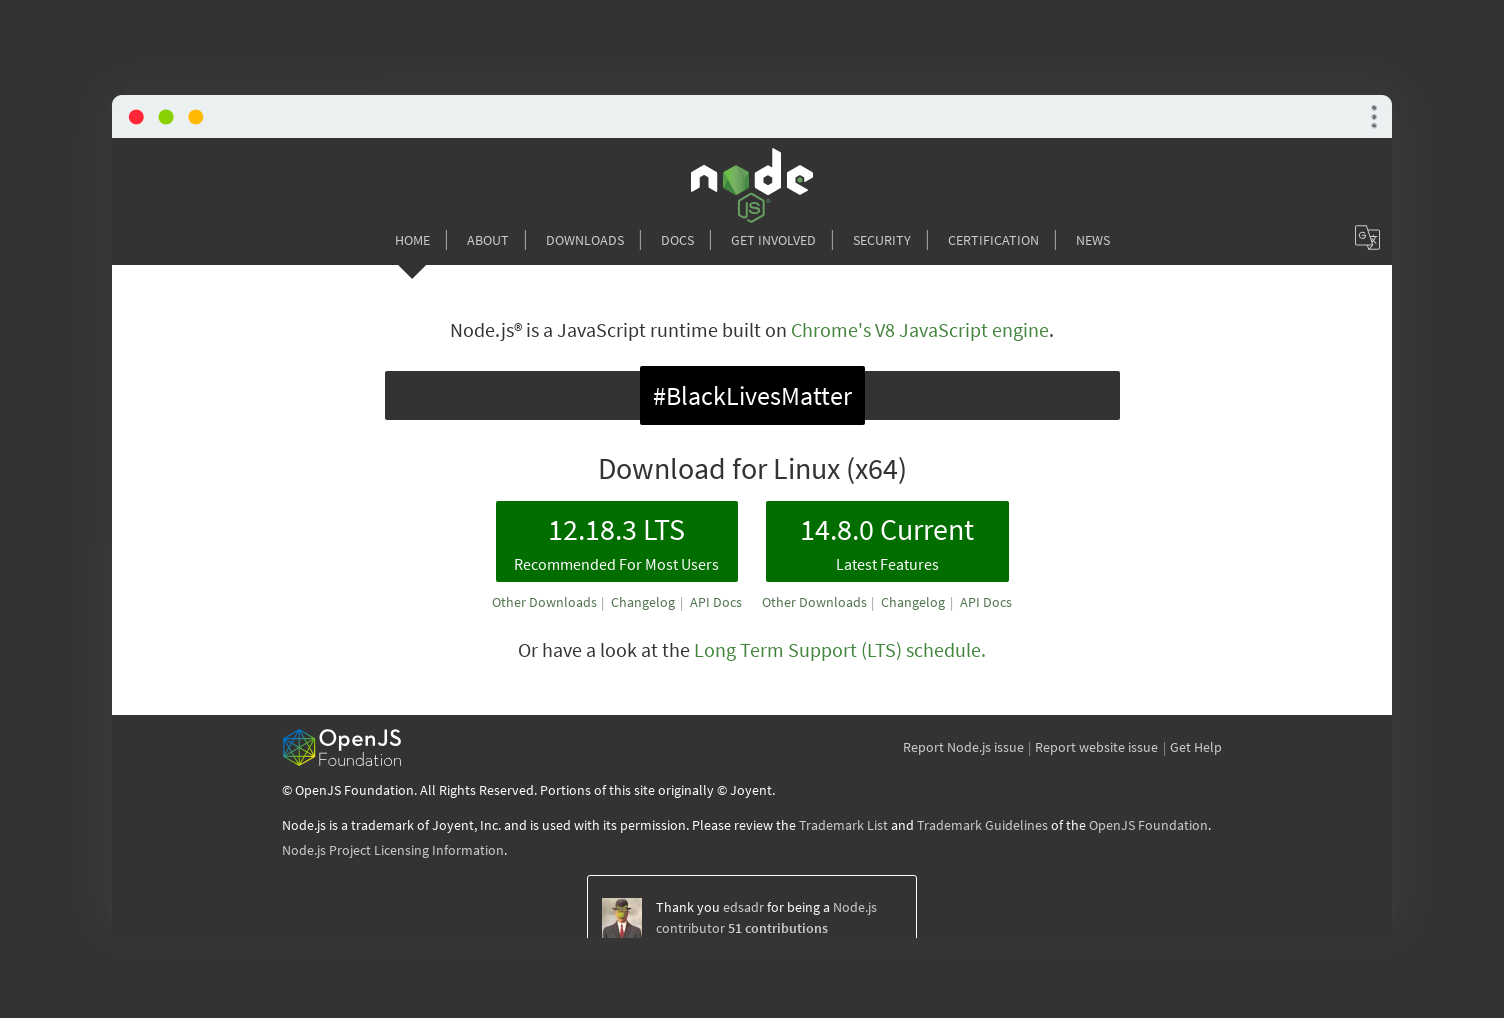 node
JS
HOME ABOUT DOWNLOADS DOCS GET INVOLVED SECURITY CERTIFICATION NEWS
Node.js® is a JavaScript runtime built on Chrome's V8 JavaScript engine.
#BlackLivesMatter
Download for Linux (x64)
12.18.3 LTS
Recommended For Most Users
14.8.0 Current
Latest Features
Other Downloads | Changelog | API Docs
Other Downloads | Changelog | API Docs
Or have a look at the Long Term Support (LTS) schedule.
OpenJS
Foundation
Report Node.js issue | Report website issue | Get Help
© OpenJS Foundation. All Rights Reserved. Portions of this site originally © Joyent.
Node.js is a trademark of Joyent, Inc. and is used with its permission. Please review the Trademark List and Trademark Guidelines of the OpenJS Foundation.
Node.js Project Licensing Information.
Thank you edsadr for being a Node.js
contributor 51 contributions